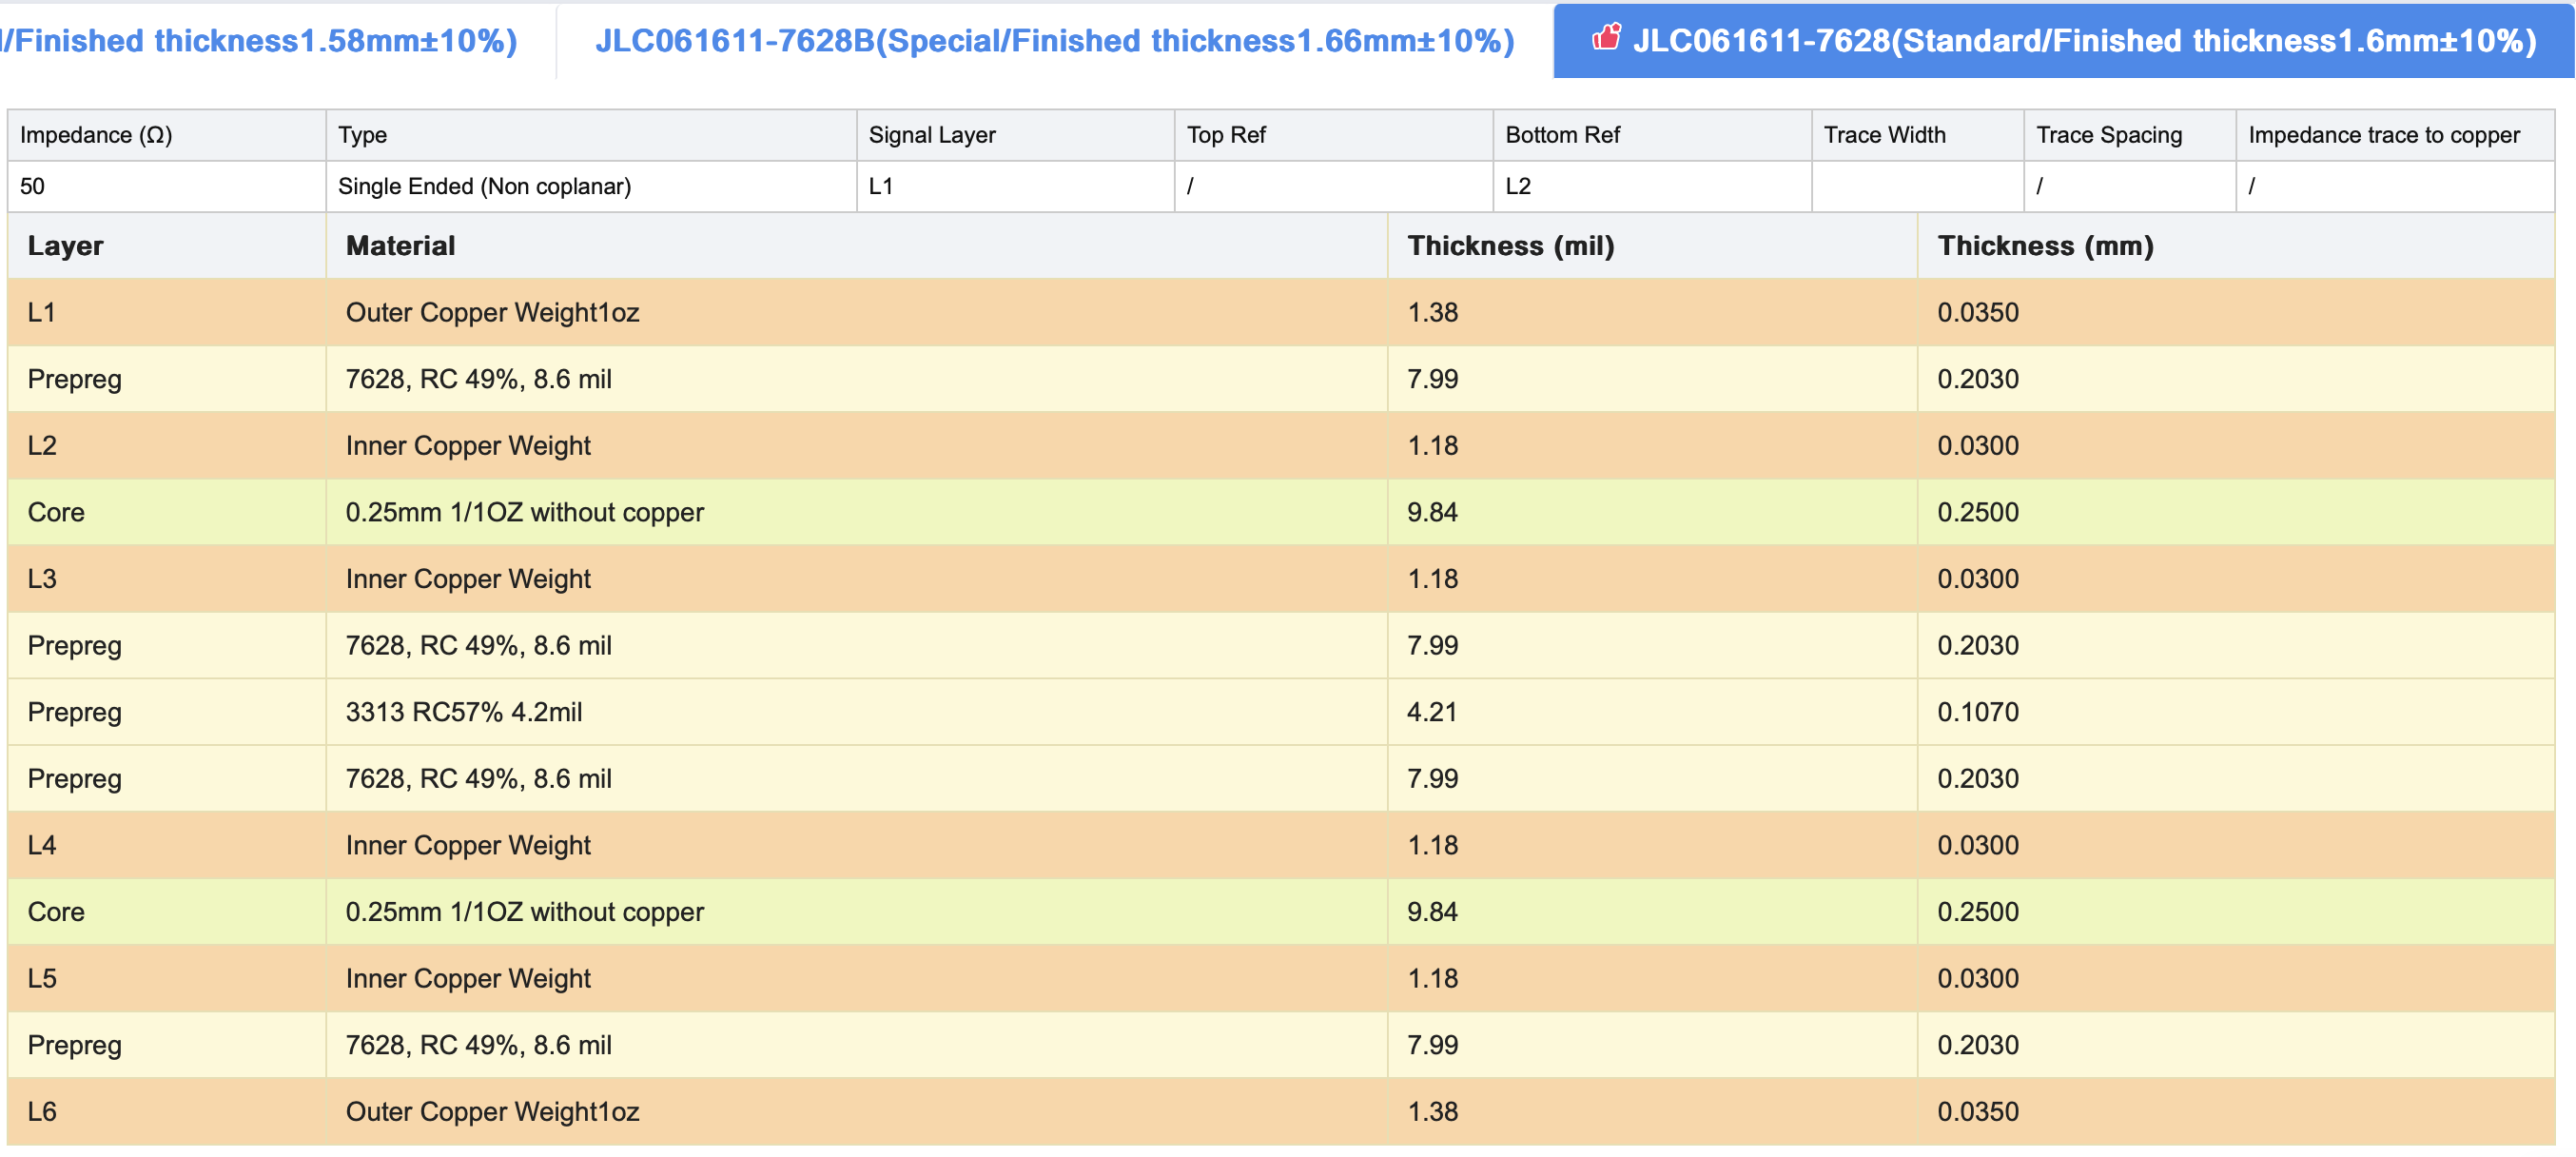 /Finished thickness1.58mm±10%) JLC061611-7628B(Special/Finished thickness1.66mm±10%) JLC061611-7628(Standard/Finished thickness1.6mm±10%)
Impedance (Ω) Type Signal Layer Top Ref Bottom Ref Trace Width Trace Spacing Impedance trace to copper
50 Single Ended (Non coplanar) L1 / L2 / /
Layer Material Thickness (mil) Thickness (mm)
L1 Outer Copper Weight1oz 1.38 0.0350
Prepreg 7628, RC 49%, 8.6 mil 7.99 0.2030
L2 Inner Copper Weight 1.18 0.0300
Core 0.25mm 1/1OZ without copper 9.84 0.2500
L3 Inner Copper Weight 1.18 0.0300
Prepreg 7628, RC 49%, 8.6 mil 7.99 0.2030
Prepreg 3313 RC57% 4.2mil 4.21 0.1070
Prepreg 7628, RC 49%, 8.6 mil 7.99 0.2030
L4 Inner Copper Weight 1.18 0.0300
Core 0.25mm 1/1OZ without copper 9.84 0.2500
L5 Inner Copper Weight 1.18 0.0300
Prepreg 7628, RC 49%, 8.6 mil 7.99 0.2030
L6 Outer Copper Weight1oz 1.38 0.0350